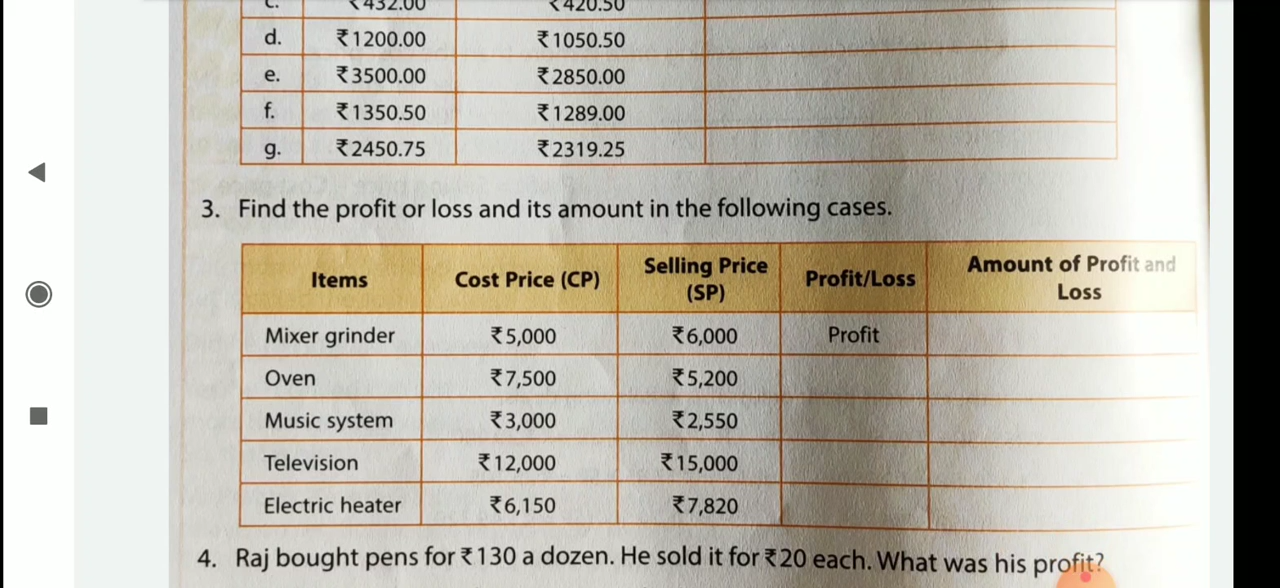 c. ₹432.00 ₹420.50
d. ₹1200.00 ₹1050.50
e. ₹3500.00 ₹2850.00
f. ₹1350.50 ₹1289.00
g. ₹2450.75 ₹2319.25
3. Find the profit or loss and its amount in the following cases.
Items Cost Price (CP) Selling Price (SP) Profit/Loss Amount of Profit and Loss
Mixer grinder ₹5,000 ₹6,000 Profit
Oven ₹7,500 ₹5,200
Music system ₹3,000 ₹2,550
Television ₹12,000 ₹15,000
Electric heater ₹6,150 ₹7,820
4. Raj bought pens for ₹130 a dozen. He sold it for ₹20 each. What was his profit?